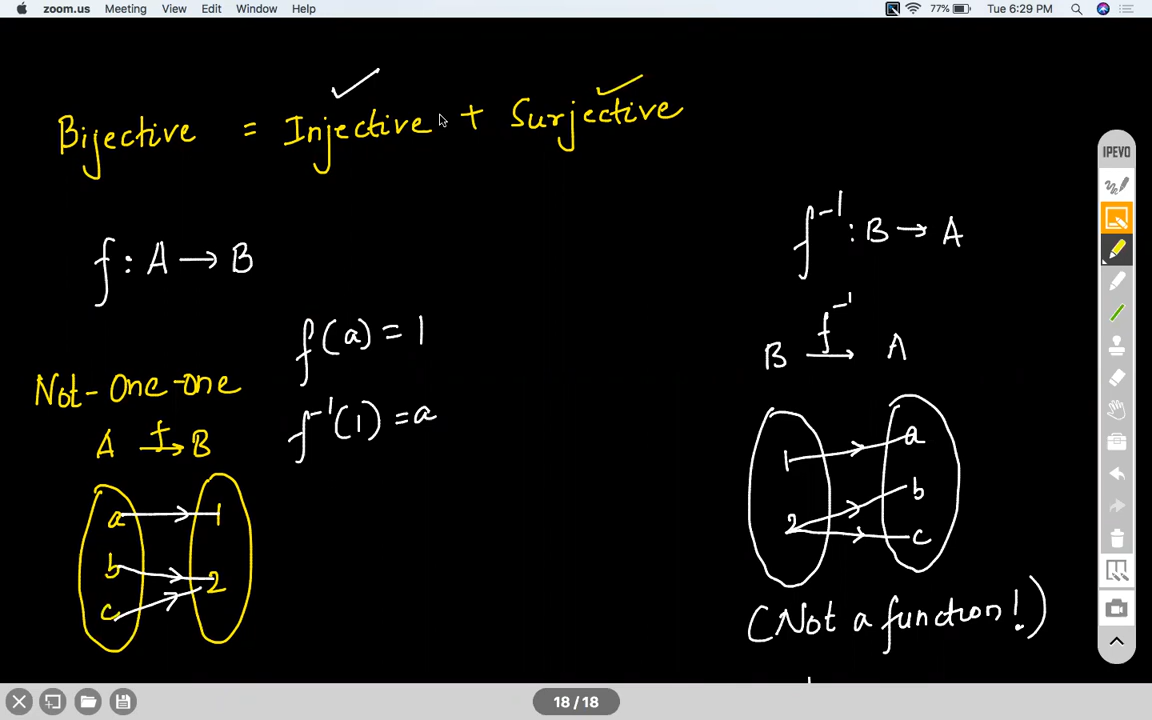 zoom.us Meeting View Edit Window Help 77% Tue 6:29 PM
Bijective = Injective + Surjective
f : A → B
f(a) = 1
f⁻¹(1) = a
Not-One-one
A f→ B
a 1
b 2
c
f⁻¹ : B → A
B f⁻¹→ A
1 a
2 b
c
(Not a function!)
IPEVO
18 / 18